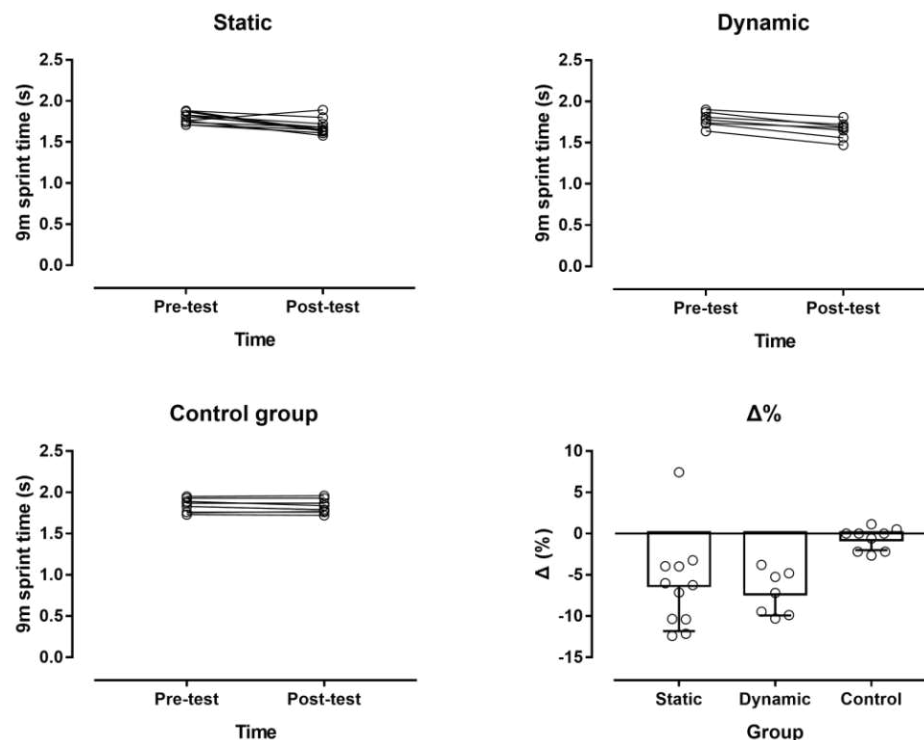 Static
9m sprint time (s)
2.5
2.0
1.5
1.0
0.5
0.0
Pre-test Post-test
Time
Dynamic
9m sprint time (s)
2.5
2.0
1.5
1.0
0.5
0.0
Pre-test Post-test
Time
Control group
9m sprint time (s)
2.5
2.0
1.5
1.0
0.5
0.0
Pre-test Post-test
Time
Δ%
Δ (%)
10
5
0
-5
-10
-15
Static Dynamic Control
Group